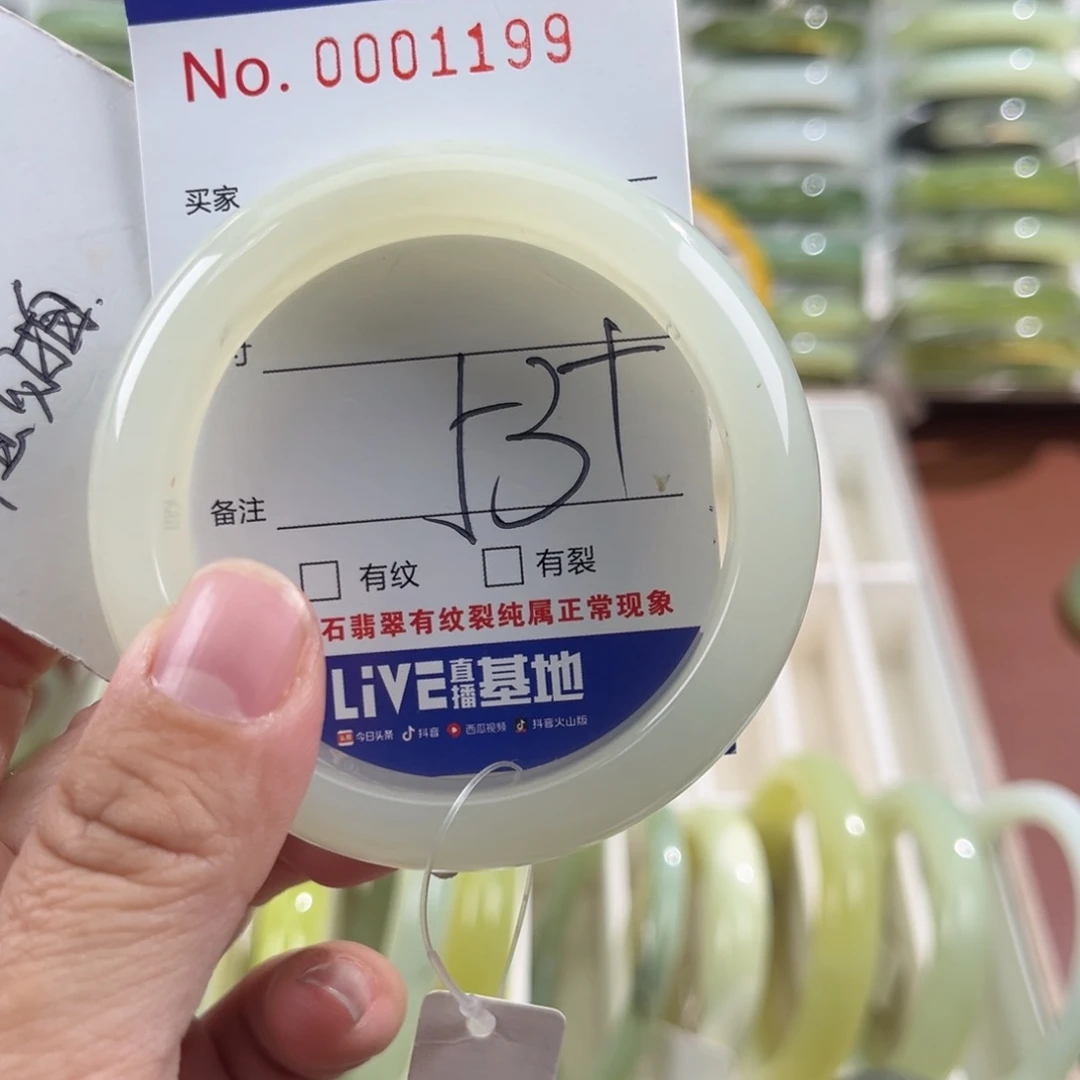 No. 0001199
买家
寸
备注
有纹
有裂
石翡翠有纹裂纯属正常现象
LiVE直播基地
今日头条 抖音 西瓜视频 抖音火山版